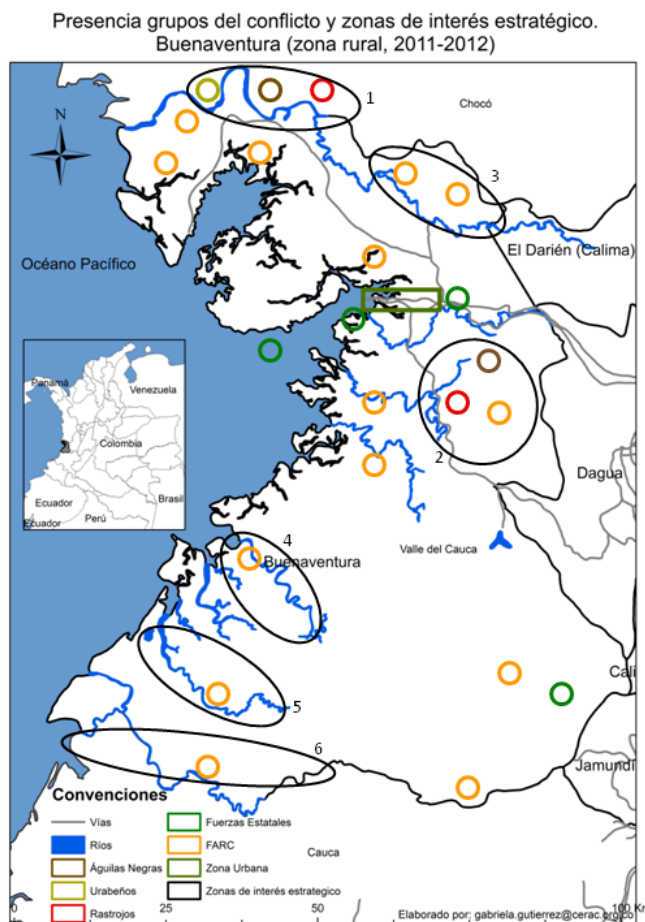 Presencia grupos del conflicto y zonas de interés estratégico.
Buenaventura (zona rural, 2011-2012)
1
Chocó
N
3
El Darién (Calima)
Océano Pacífico
Panamá
Venezuela
Colombia
Ecuador
Brasil
Ecuador
Perú
2
Dagua
Valle del Cauca
4
Buenaventura
Cali
5
6
Jamundí
Convenciones
Vías
Fuerzas Estatales
Ríos
FARC
Águilas Negras
Zona Urbana
Urabeños
Zonas de interés estrategico
Rastrojos
Cauca
0 25 50 100 Km
Elaborado por: gabriela.gutierrez@cerac.org.co